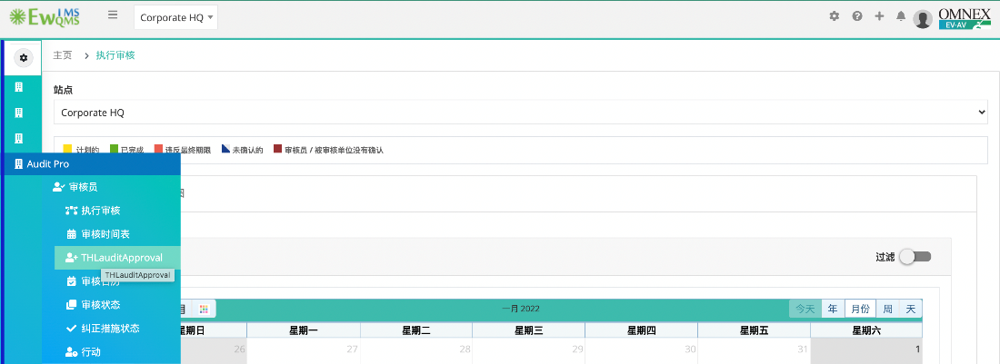 EwIMS
QMS
Corporate HQ
OMNEX
EV-AV
主页 > 执行审核
站点
Corporate HQ
计划的 已完成 违反最终期限 未确认的 审核员 / 被审核单位没有确认
Audit Pro
审核员
执行审核
审核时间表
THLauditApproval
过滤
THLauditApproval
审核日历
审核状态
一月 2022 今天 年 月份 周 天
纠正措施状态
星期日 星期一 星期二 星期三 星期四 星期五 星期六
行动
26 27 28 29 30 31 1